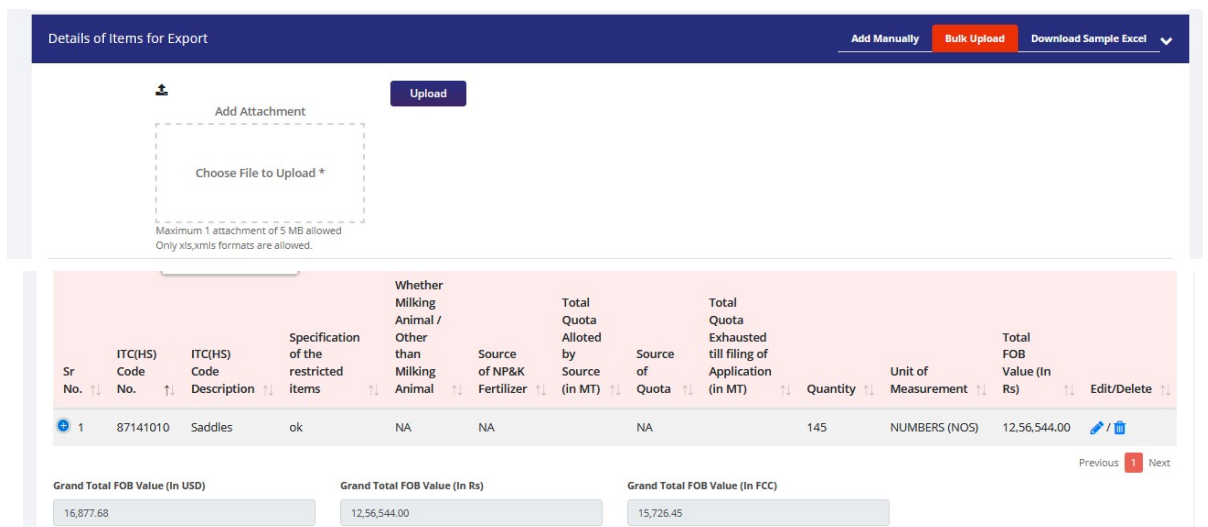 Details of Items for Export
Add Manually
Bulk Upload
Download Sample Excel
Upload
Add Attachment
Choose File to Upload *
Maximum 1 attachment of 5 MB allowed
Only xls,xmls formats are allowed.
Sr No.
ITC(HS) Code No.
ITC(HS) Code Description
Specification of the restricted items
Whether Milking Animal / Other than Milking Animal
Source of NP&K Fertilizer
Total Quota Alloted by Source (in MT)
Source of Quota
Total Quota Exhausted till filing of Application (in MT)
Quantity
Unit of Measurement
Total FOB Value (In Rs)
Edit/Delete
1 87141010 Saddles ok NA NA NA 145 NUMBERS (NOS) 12,56,544.00 /
Previous 1 Next
Grand Total FOB Value (In USD)
Grand Total FOB Value (In Rs)
Grand Total FOB Value (In FCC)
16,877.68
12,56,544.00
15,726.45